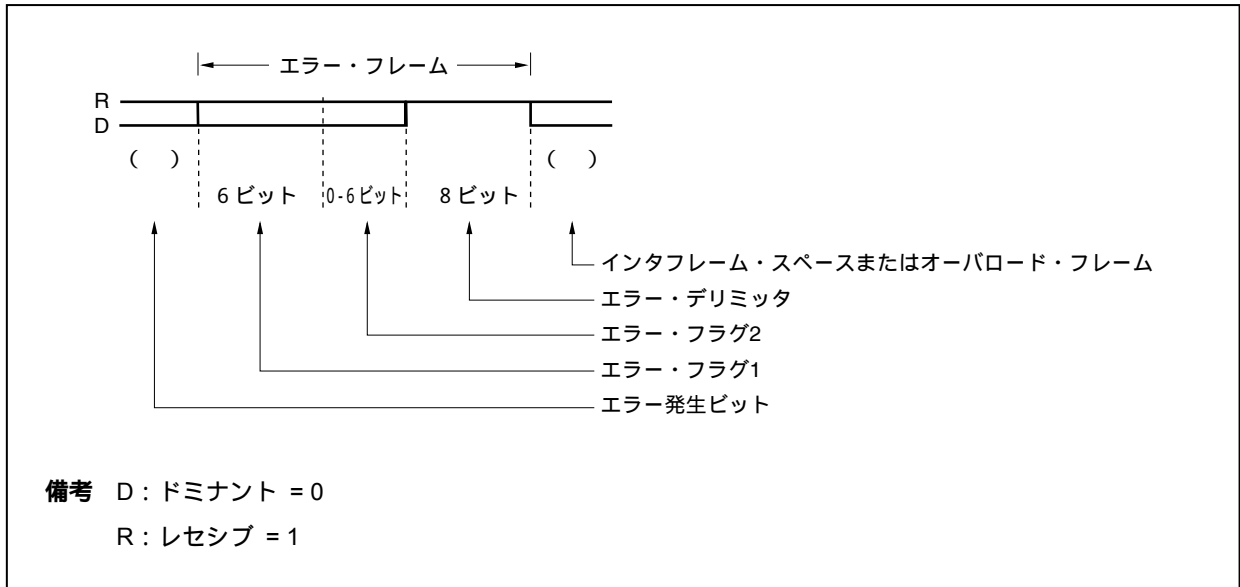 エラー・フレーム
R
D
( ) ( )
6 ビット 0-6 ビット 8 ビット
インタフレーム・スペースまたはオーバロード・フレーム
エラー・デリミッタ
エラー・フラグ2
エラー・フラグ1
エラー発生ビット
備考 D:ドミナント = 0
R:レセシブ = 1